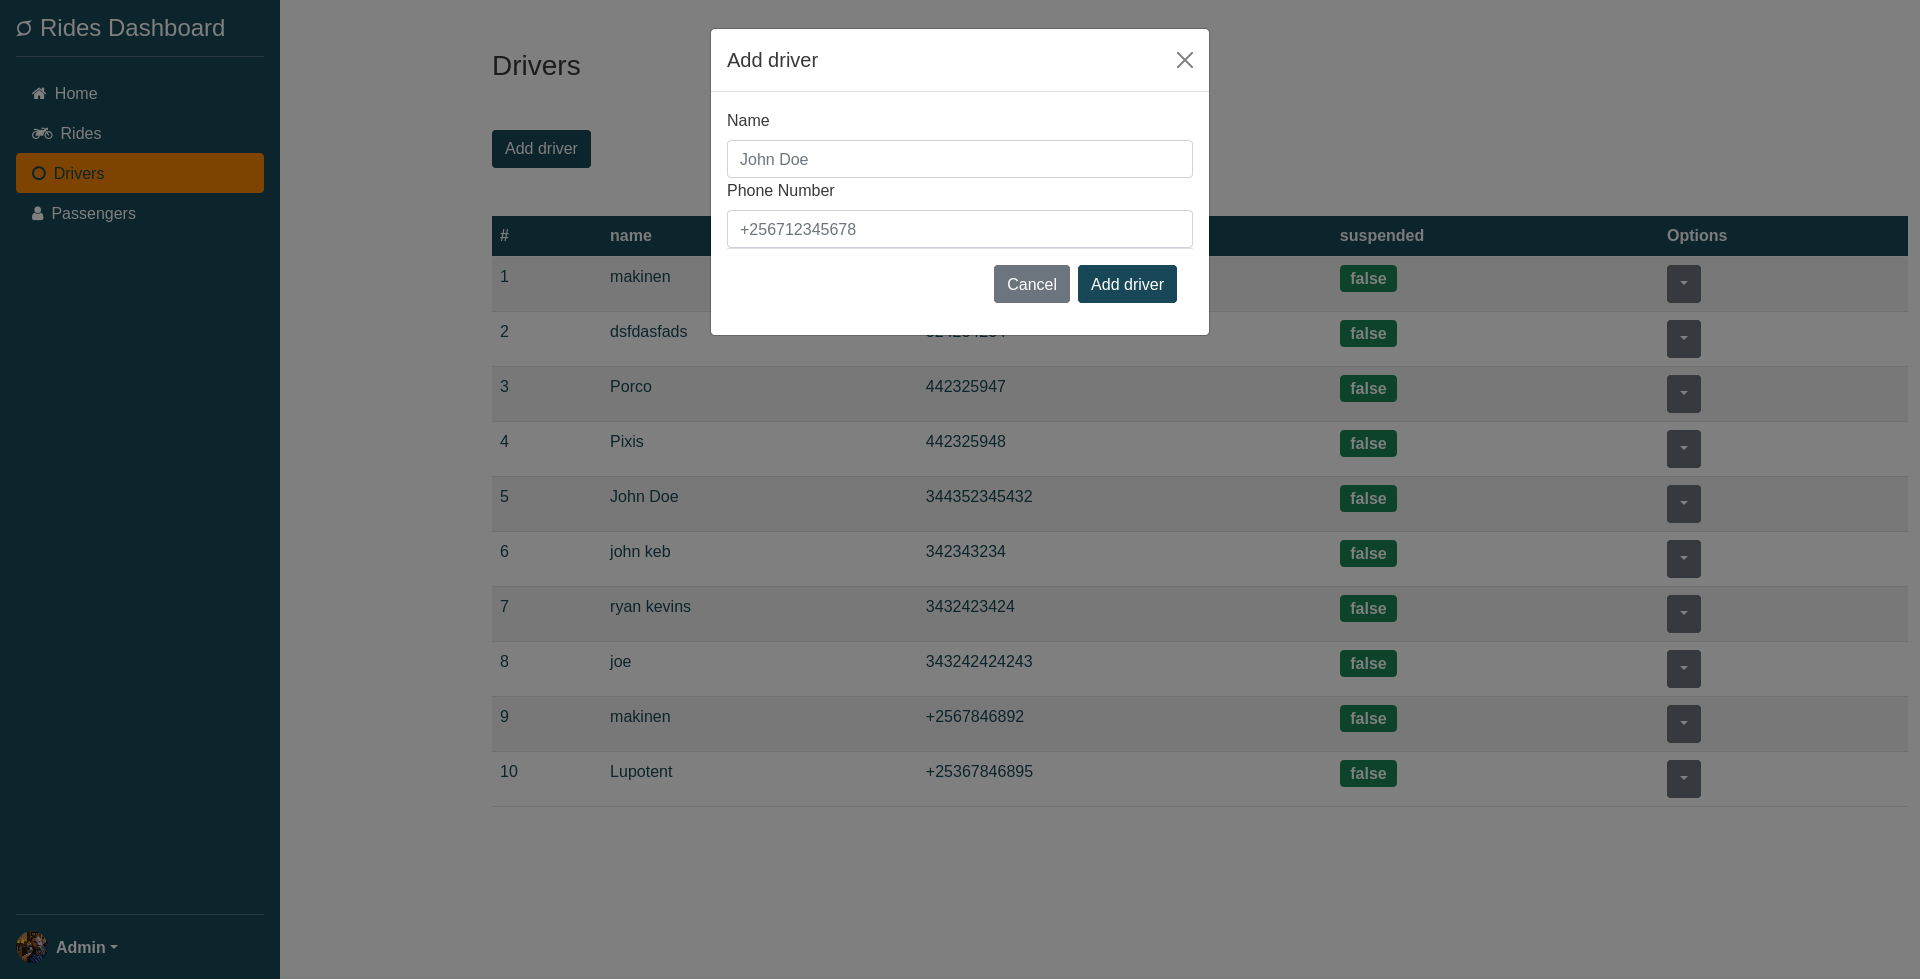 Rides Dashboard
Home
Rides
Drivers
Passengers
Admin
Drivers
Add driver
Add driver
Name
John Doe
Phone Number
+256712345678
Cancel Add driver
# name suspended Options
1 makinen false
2 dsfdasfads false
3 Porco 442325947 false
4 Pixis 442325948 false
5 John Doe 344352345432 false
6 john keb 342343234 false
7 ryan kevins 3432423424 false
8 joe 343242424243 false
9 makinen +2567846892 false
10 Lupotent +25367846895 false